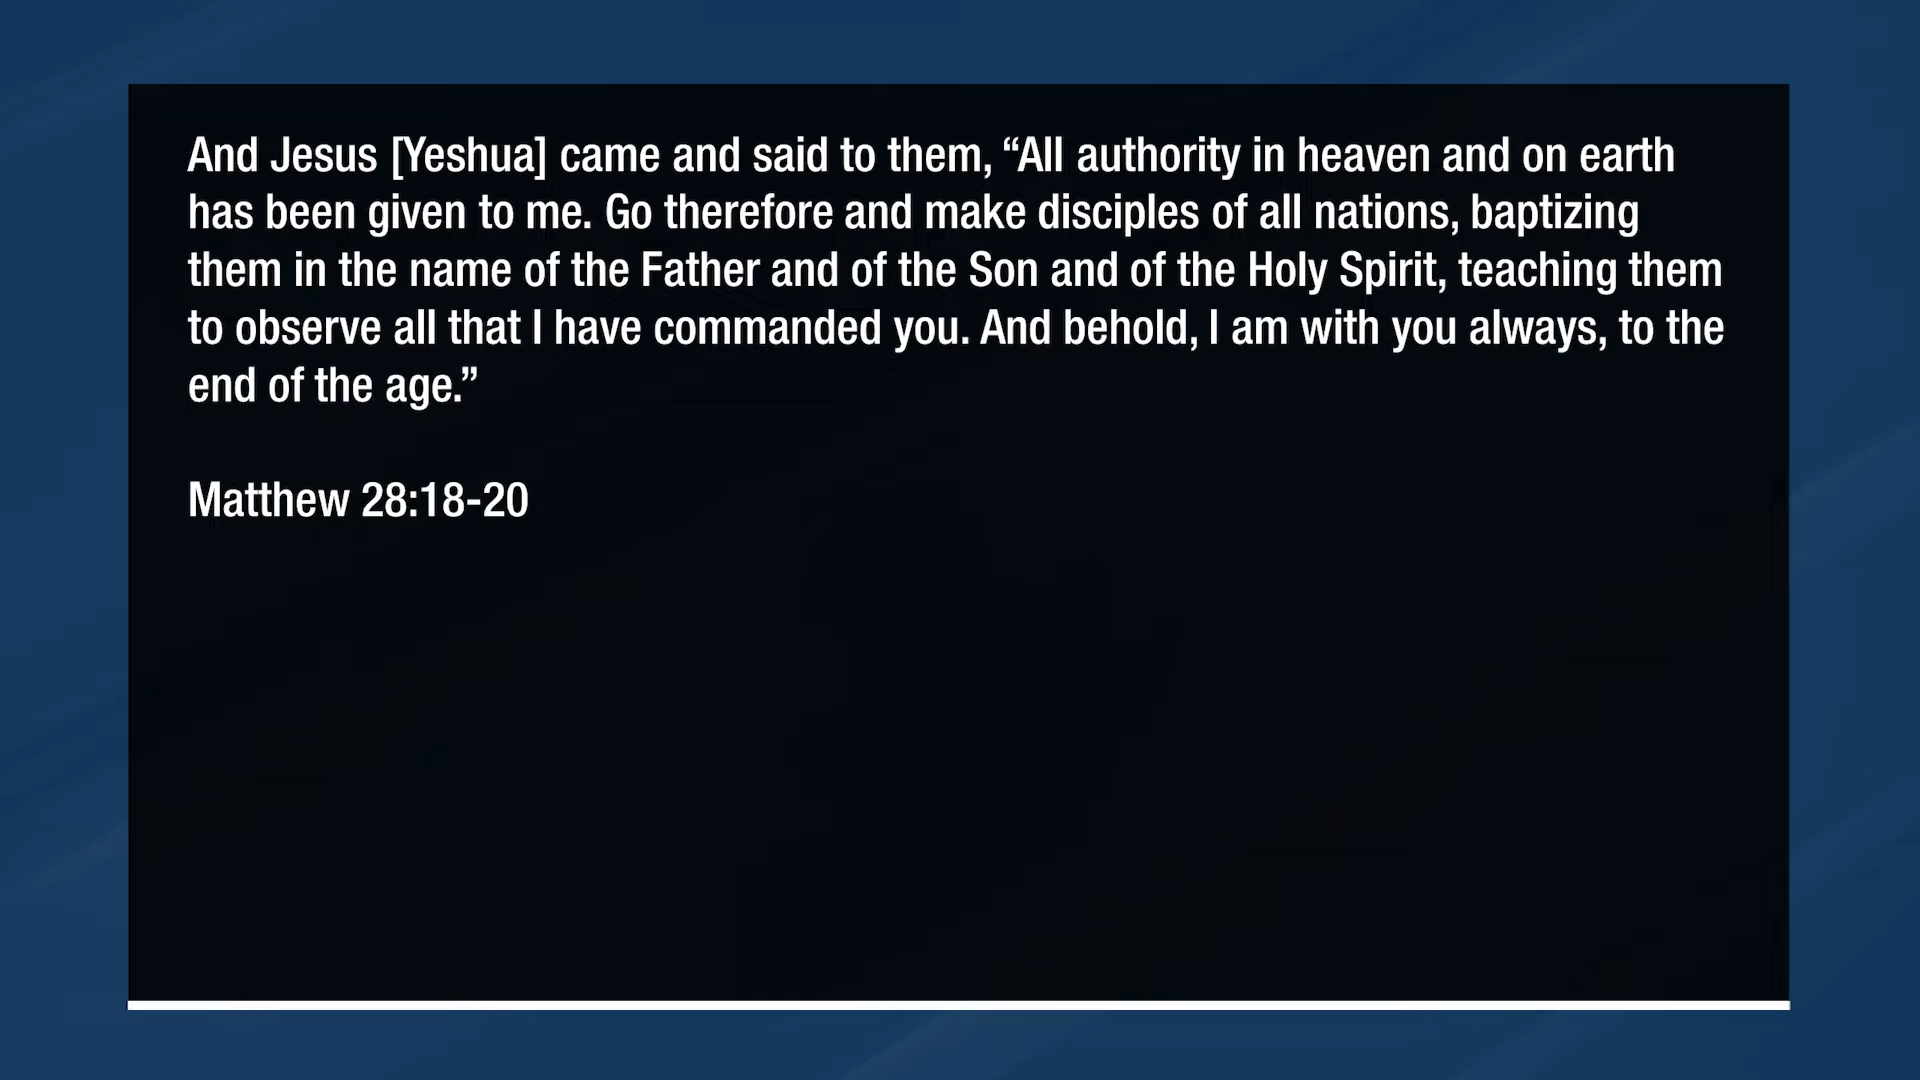 And Jesus [Yeshua] came and said to them, “All authority in heaven and on earth
has been given to me. Go therefore and make disciples of all nations, baptizing
them in the name of the Father and of the Son and of the Holy Spirit, teaching them
to observe all that I have commanded you. And behold, I am with you always, to the
end of the age.”
Matthew 28:18-20